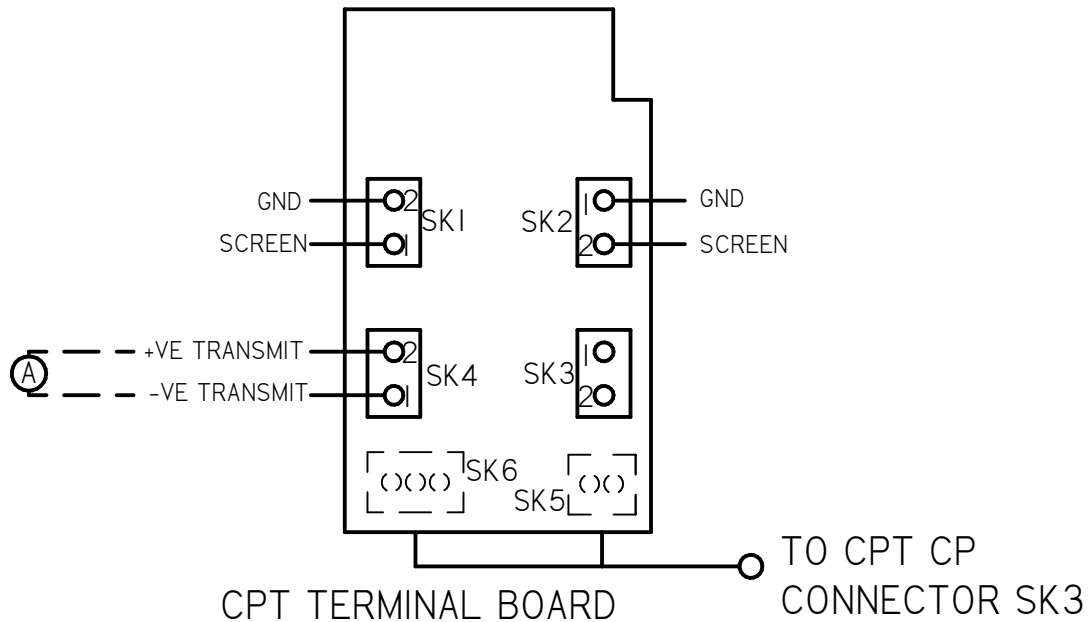 GND
2
SK1
SCREEN
1
1
SK2
2
GND
SCREEN
+VE TRANSMIT
2
SK4
-VE TRANSMIT
1
A
1
SK3
2
SK6
SK5
TO CPT CP
CONNECTOR SK3
CPT TERMINAL BOARD